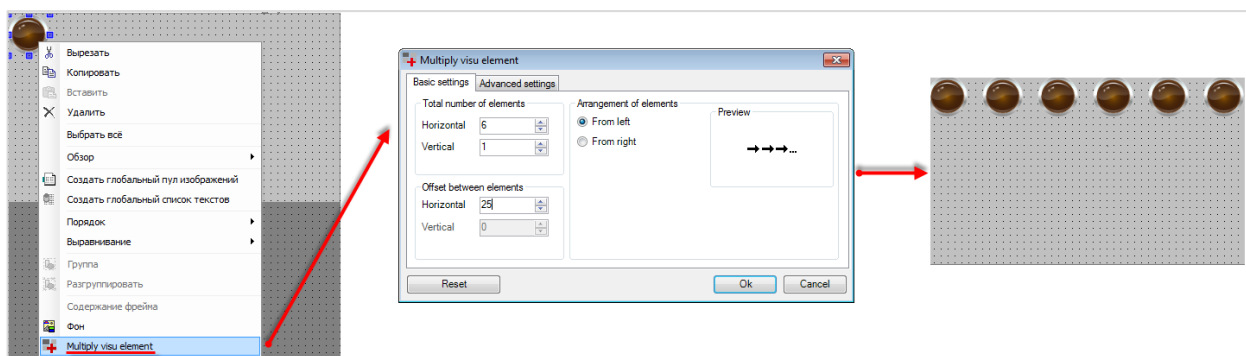 Вырезать
Копировать
Вставить
Удалить
Выбрать всё
Обзор
Создать глобальный пул изображений
Создать глобальный список текстов
Порядок
Выравнивание
Группа
Разгруппировать
Содержание фрейма
Фон
Multiply visu element
Multiply visu element
Basic settings Advanced settings
Total number of elements
Horizontal 6
Vertical 1
Offset between elements
Horizontal 25
Vertical 0
Arrangement of elements
From left
From right
Preview
→→→...
Reset Ok Cancel